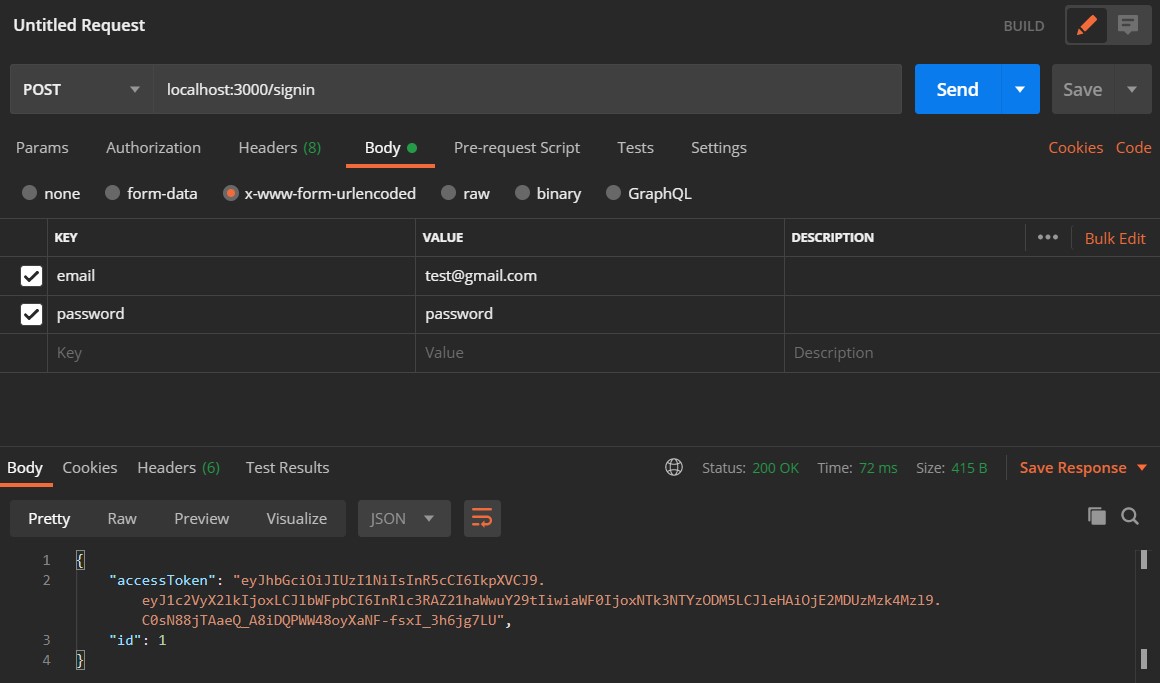 Untitled Request
BUILD
POST
localhost:3000/signin
Send
Save
Params Authorization Headers (8) Body Pre-request Script Tests Settings Cookies Code
none form-data x-www-form-urlencoded raw binary GraphQL
KEY VALUE DESCRIPTION ••• Bulk Edit
email test@gmail.com
password password
Key Value Description
Body Cookies Headers (6) Test Results Status: 200 OK Time: 72 ms Size: 415 B Save Response
Pretty Raw Preview Visualize JSON
1 {
2 "accessToken": "eyJhbGciOiJIUzI1NiIsInR5cCI6IkpXVCJ9.
eyJ1c2VyX2lkIjoxLCJlbWFpbCI6InRlc3RAZ21haWwuY29tIiwiaWF0IjoxNTk3NTYzODM5LCJleHAiOjE2MDUzMzk4Mzl9.
C0sN88jTAaeQ_A8iDQPWW48oyXaNF-fsxI_3h6jg7LU",
3 "id": 1
4 }